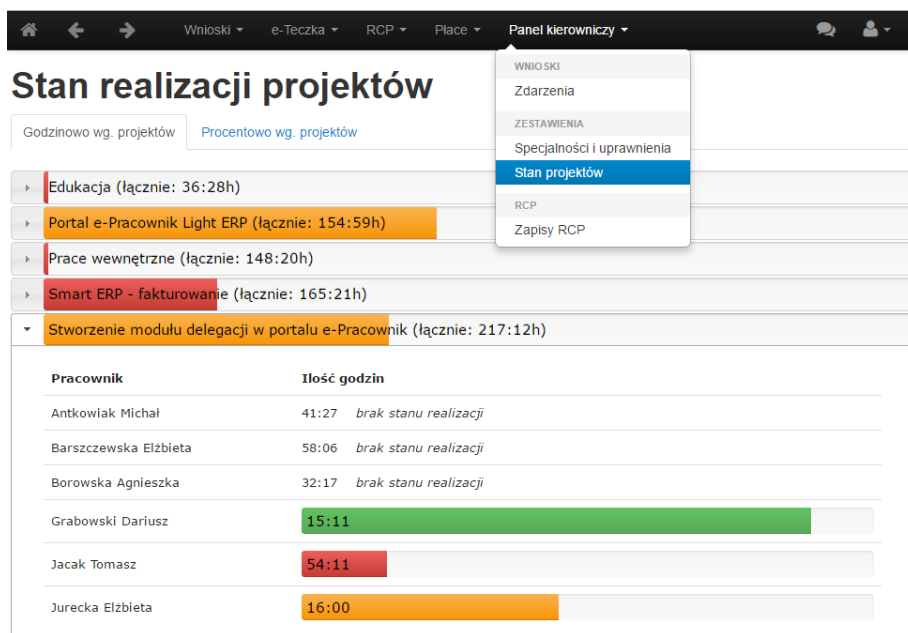 Wnioski e-Teczka RCP Płace Panel kierowniczy
WNIOSKI
Zdarzenia
ZESTAWIENIA
Specjalności i uprawnienia
Stan projektów
RCP
Zapisy RCP
Stan realizacji projektów
Godzinowo wg. projektów Procentowo wg. projektów
Edukacja (łącznie: 36:28h)
Portal e-Pracownik Light ERP (łącznie: 154:59h)
Prace wewnętrzne (łącznie: 148:20h)
Smart ERP - fakturowanie (łącznie: 165:21h)
Stworzenie modułu delegacji w portalu e-Pracownik (łącznie: 217:12h)
Pracownik Ilość godzin
Antkowiak Michał 41:27 brak stanu realizacji
Barszczewska Elżbieta 58:06 brak stanu realizacji
Borowska Agnieszka 32:17 brak stanu realizacji
Grabowski Dariusz 15:11
Jacak Tomasz 54:11
Jurecka Elżbieta 16:00